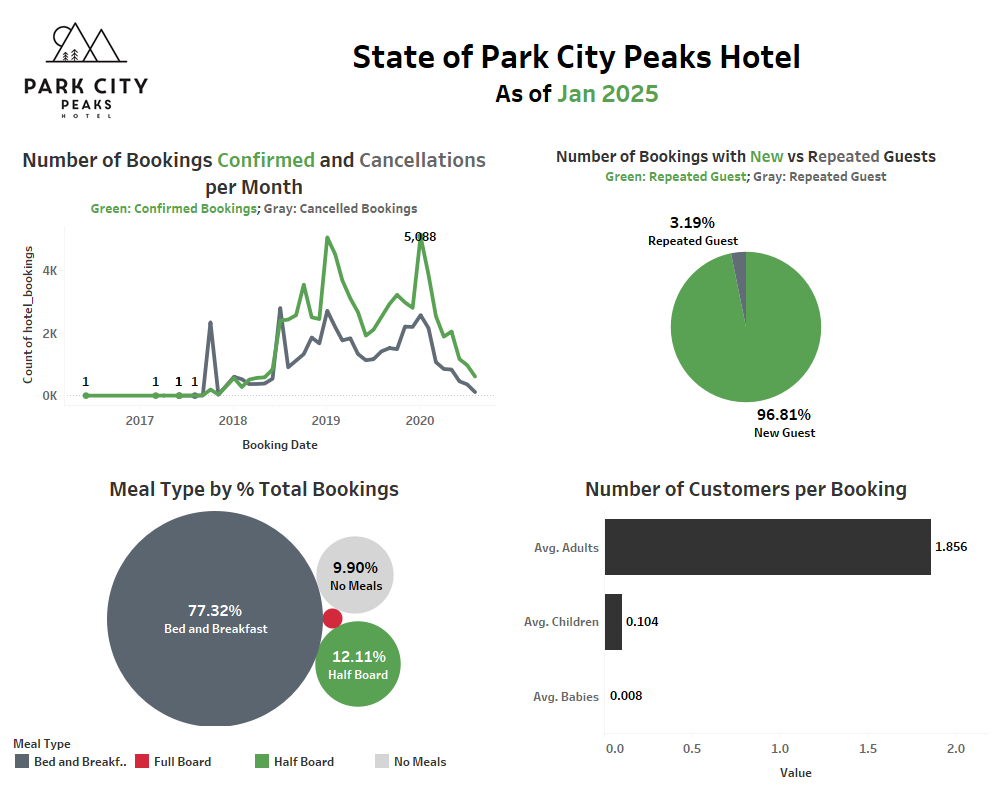 PARK CITY
PEAKS
HOTEL
State of Park City Peaks Hotel
As of Jan 2025
Number of Bookings Confirmed and Cancellations
per Month
Green: Confirmed Bookings; Gray: Cancelled Bookings
Count of hotel_bookings
4K
2K
0K
5,088
1
1
1
1
2017
2018
2019
2020
Booking Date
Number of Bookings with New vs Repeated Guests
Green: Repeated Guest; Gray: Repeated Guest
3.19%
Repeated Guest
96.81%
New Guest
Meal Type by % Total Bookings
77.32%
Bed and Breakfast
9.90%
No Meals
12.11%
Half Board
Meal Type
Bed and Breakf..
Full Board
Half Board
No Meals
Number of Customers per Booking
Avg. Adults
1.856
Avg. Children
0.104
Avg. Babies
0.008
0.0
0.5
1.0
1.5
2.0
Value